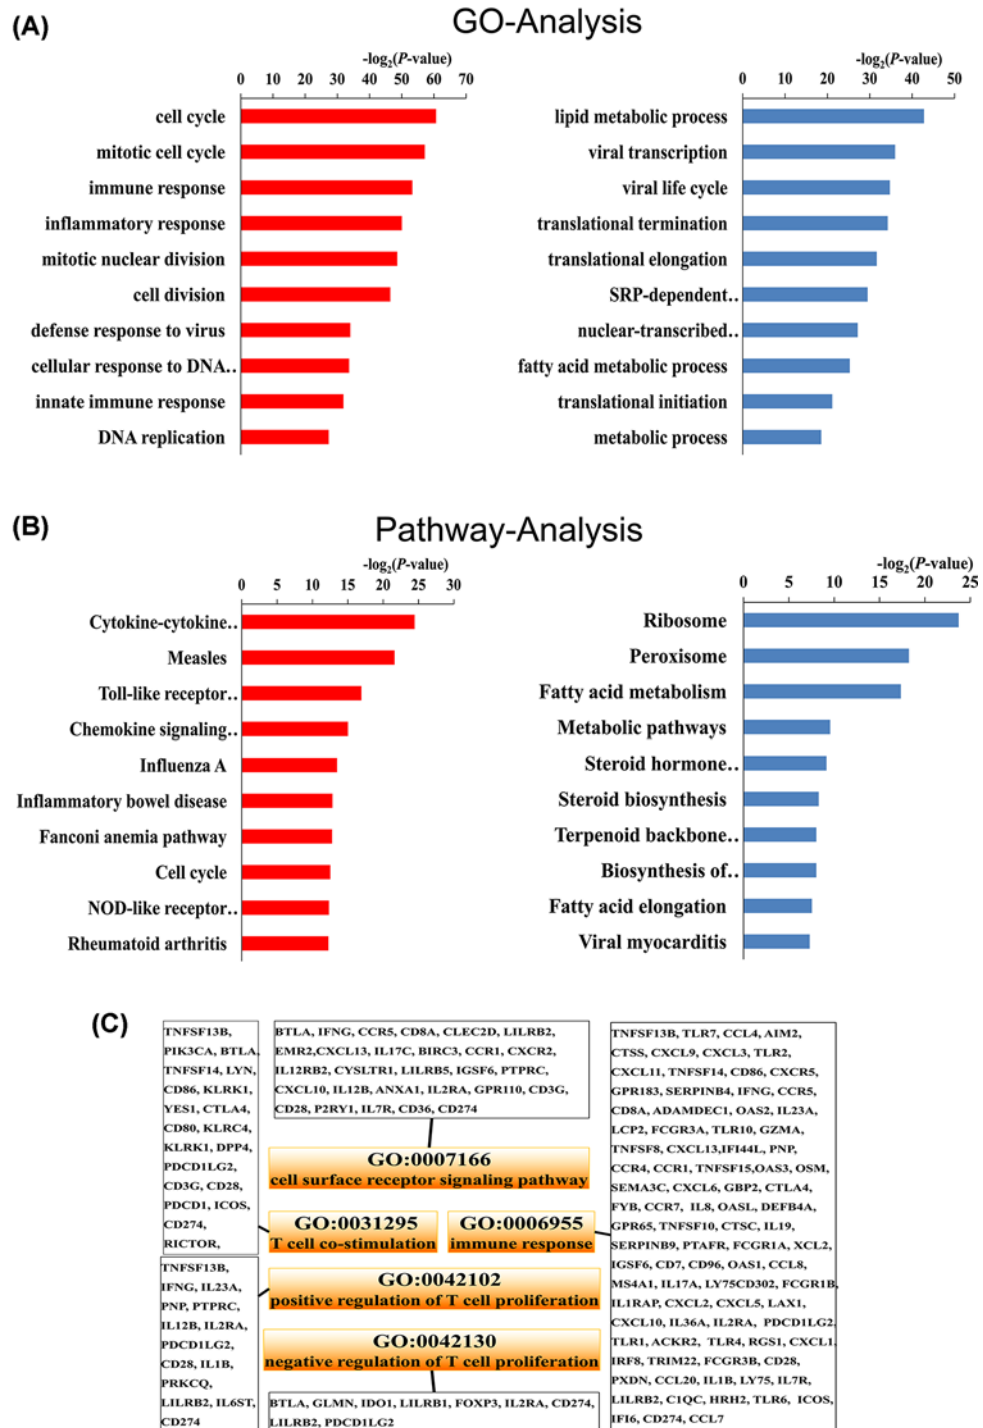 (A)
GO-Analysis
-log2(P-value)
0 10 20 30 40 50 60 70
cell cycle
mitotic cell cycle
immune response
inflammatory response
mitotic nuclear division
cell division
defense response to virus
cellular response to DNA..
innate immune response
DNA replication
-log2(P-value)
0 10 20 30 40 50
lipid metabolic process
viral transcription
viral life cycle
translational termination
translational elongation
SRP-dependent..
nuclear-transcribed..
fatty acid metabolic process
translational initiation
metabolic process
(B)
Pathway-Analysis
-log2(P-value)
0 5 10 15 20 25 30
Cytokine-cytokine..
Measles
Toll-like receptor..
Chemokine signaling..
Influenza A
Inflammatory bowel disease
Fanconi anemia pathway
Cell cycle
NOD-like receptor..
Rheumatoid arthritis
-log2(P-value)
0 5 10 15 20 25
Ribosome
Peroxisome
Fatty acid metabolism
Metabolic pathways
Steroid hormone..
Steroid biosynthesis
Terpenoid backbone..
Biosynthesis of..
Fatty acid elongation
Viral myocarditis
(C)
TNFSF13B,
PIK3CA, BTLA,
TNFSF14, LYN,
CD86, KLRK1,
YES1, CTLA4,
CD80, KLRC4,
KLRK1, DPP4,
PDCD1LG2,
CD3G, CD28,
PDCD1, ICOS,
CD274,
RICTOR,
BTLA, IFNG, CCR5, CD8A, CLEC2D, LILRB2,
EMR2,CXCL13, IL17C, BIRC3, CCR1, CXCR2,
IL12RB2, CYSLTR1, LILRB5, IGSF6, PTPRC,
CXCL10, IL12B, ANXA1, IL2RA, GPR110, CD3G,
CD28, P2RY1, IL7R, CD36, CD274
GO:0007166
cell surface receptor signaling pathway
GO:0031295
T cell co-stimulation
GO:0006955
immune response
GO:0042102
positive regulation of T cell proliferation
GO:0042130
negative regulation of T cell proliferation
TNFSF13B,
IFNG, IL23A,
PNP, PTPRC,
IL12B, IL2RA,
PDCD1LG2,
CD28, IL1B,
PRKCQ,
LILRB2, IL6ST,
CD274
BTLA, GLMN, IDO1, LILRB1, FOXP3, IL2RA, CD274,
LILRB2, PDCD1LG2
TNFSF13B, TLR7, CCL4, AIM2,
CTSS, CXCL9, CXCL3, TLR2,
CXCL11, TNFSF14, CD86, CXCR5,
GPR183, SERPINB4, IFNG, CCR5,
CD8A, ADAMDEC1, OAS2, IL23A,
LCP2, FCGR3A, TLR10, GZMA,
TNFSF8, CXCL13,IFI44L, PNP,
CCR4, CCR1, TNFSF15,OAS3, OSM,
SEMA3C, CXCL6, GBP2, CTLA4,
FYB, CCR7, IL8, OASL, DEFB4A,
GPR65, TNFSF10, CTSC, IL19,
SERPINB9, PTAFR, FCGR1A, XCL2,
IGSF6, CD7, CD96, OAS1, CCL8,
MS4A1, IL17A, LY75CD302, FCGR1B,
IL1RAP, CXCL2, CXCL5, LAX1,
CXCL10, IL36A, IL2RA, PDCD1LG2,
TLR1, ACKR2, TLR4, RGS1, CXCL1,
IRF8, TRIM22, FCGR3B, CD28,
PXDN, CCL20, IL1B, LY75, IL7R,
LILRB2, C1QC, HRH2, TLR6, ICOS,
IFI6, CD274, CCL7